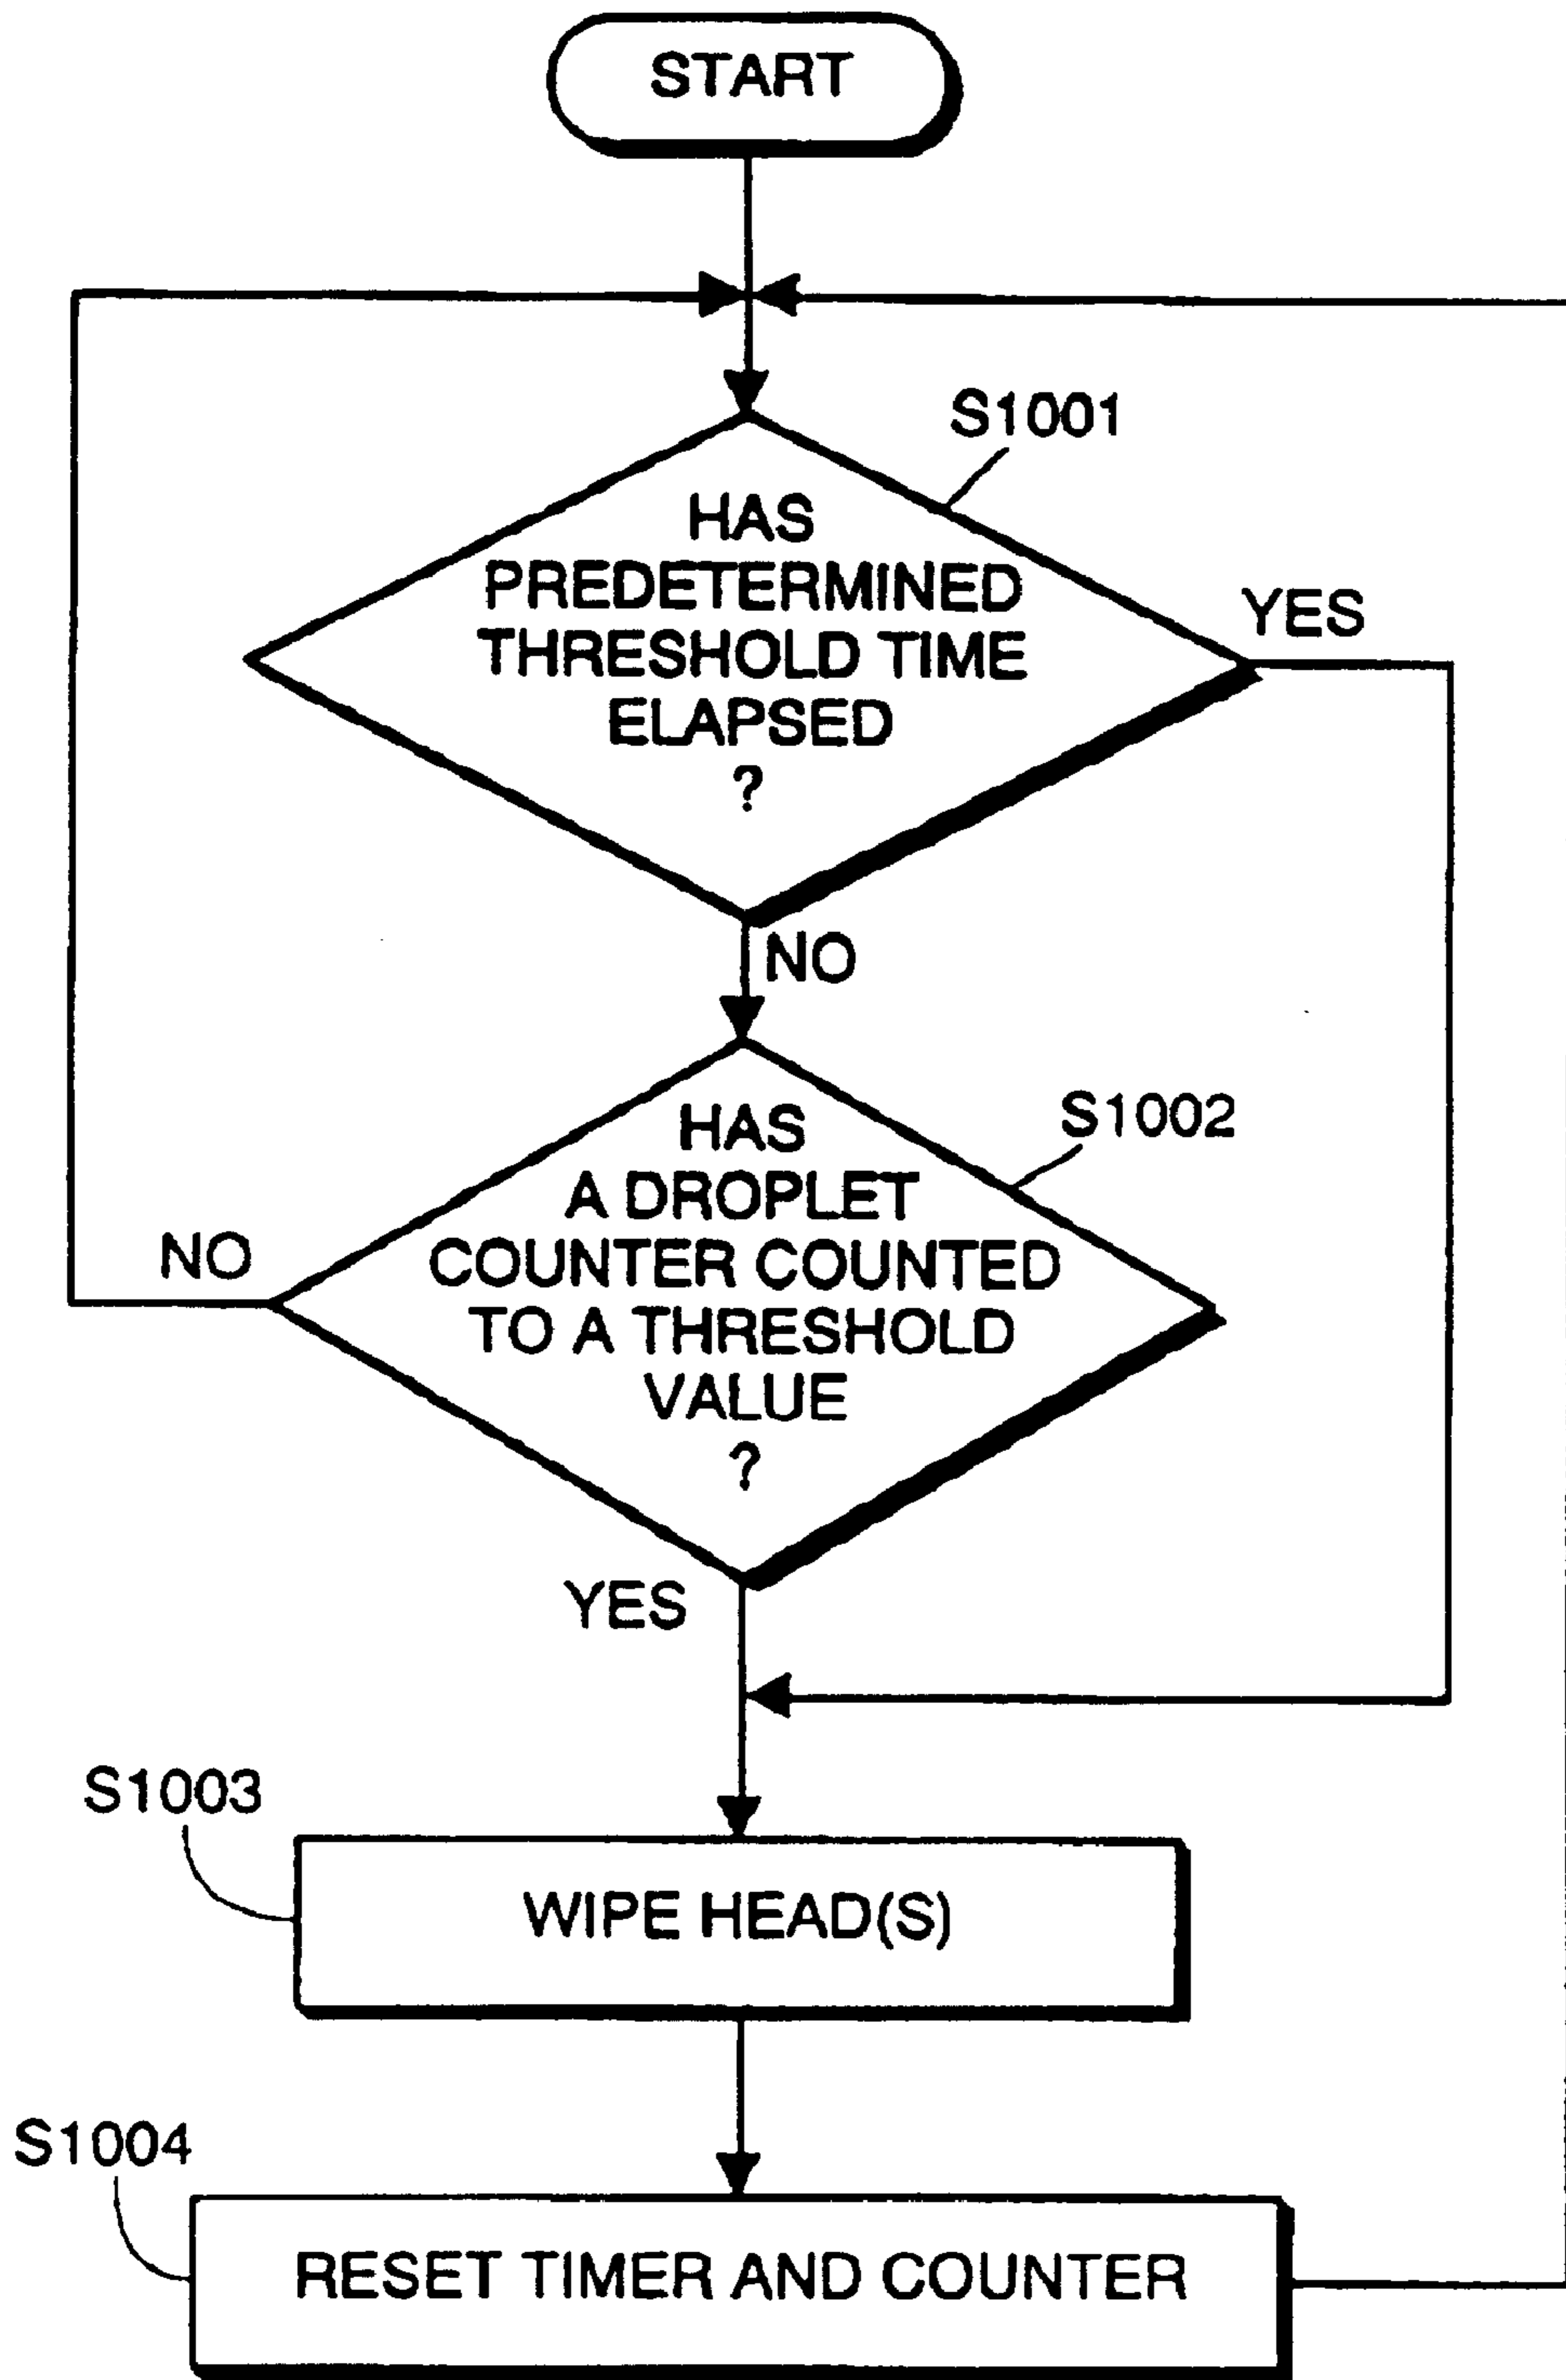 START
S1001
HAS
PREDETERMINED
THRESHOLD TIME
ELAPSED
?
YES
NO
S1002
HAS
A DROPLET
COUNTER COUNTED
TO A THRESHOLD
VALUE
?
NO
YES
S1003
WIPE HEAD(S)
S1004
RESET TIMER AND COUNTER